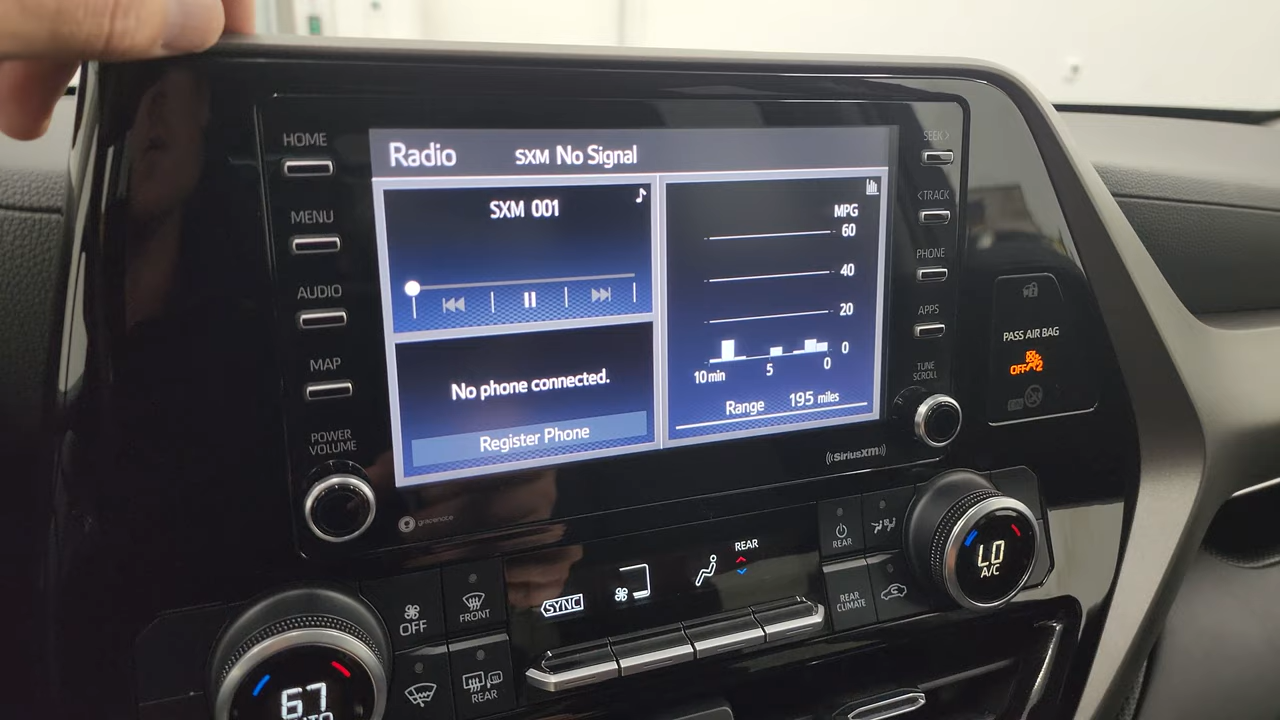 HOME
MENU
AUDIO
MAP
POWER
VOLUME
Radio
SXM No Signal
SXM 001
No phone connected.
Register Phone
MPG
60
40
20
0
10 min 5 0
Range 195 miles
SEEK >
< TRACK
PHONE
APPS
TUNE
SCROLL
PASS AIR BAG
OFF 2
gracenote
((SiriusXM))
OFF
FRONT
REAR
SYNC
REAR
REAR
REAR
CLIMATE
LO
A/C
67